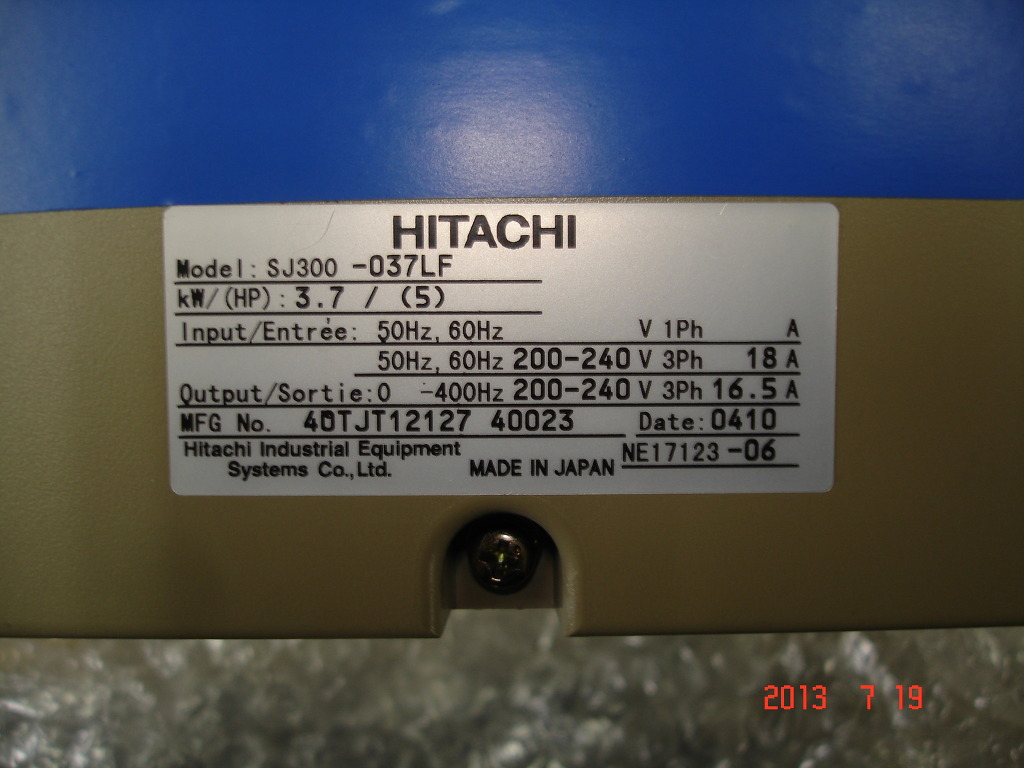 HITACHI
Model: SJ300 -037LF
kW/(HP): 3.7 / (5)
Input/Entrée: 50Hz, 60Hz V 1Ph A
50Hz, 60Hz 200-240 V 3Ph 18 A
Output/Sortie: 0 -400Hz 200-240 V 3Ph 16.5 A
MFG No. 40TJT12127 40023 Date: 0410
Hitachi Industrial Equipment
Systems Co., Ltd. MADE IN JAPAN NE17123 -06
2013 7 19